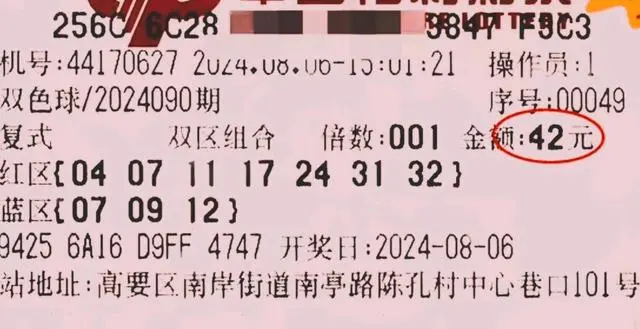 LOTTERY
256C 6C28 9847 F5C3
机号:44170627 2024.08.06-15:01:21 操作员:1
双色球/2024090期 序号:00049
复式 双区组合 倍数:001 金额:42元
红区{04 07 11 17 24 31 32}
蓝区{07 09 12}
9425 6A16 D9FF 4747 开奖日:2024-08-06
站地址:高要区南岸街道南亭路陈孔村中心巷口101号